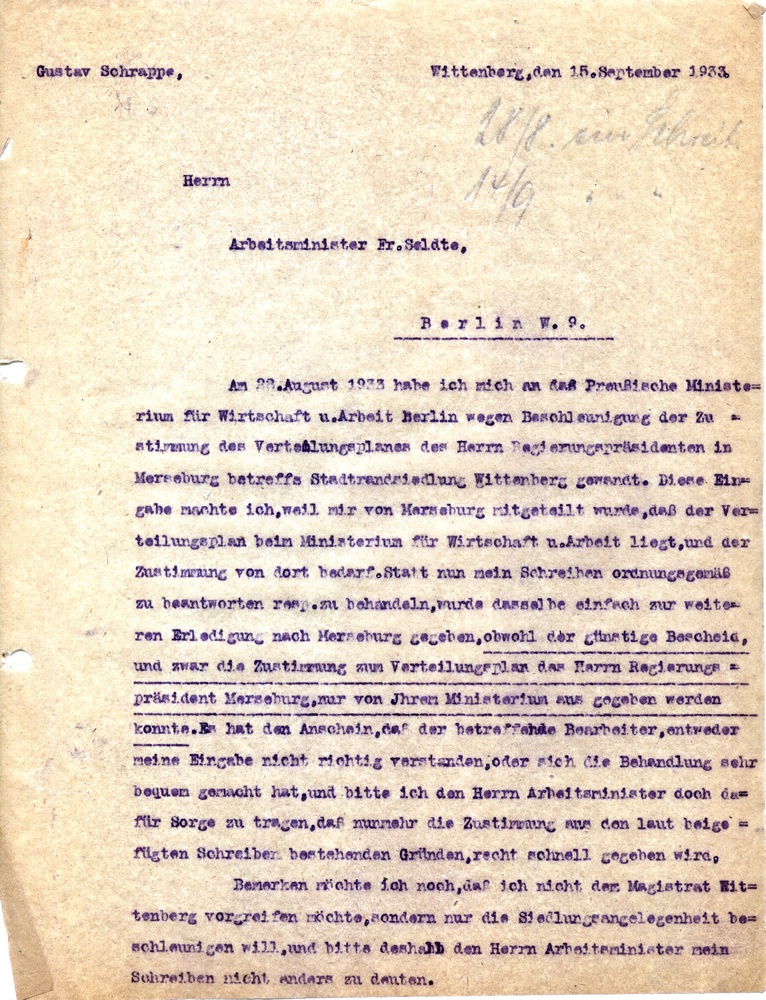 Gustav Schrappe,
Wittenberg,den 15.September 1933.
28/8. ein Schreib
14/9 " "
Herrn
Arbeitsminister Fr.Seldte,
B e r l i n W. 9.
Am 22.August 1933 habe ich mich an daß Preußische Ministe=
rium für Wirtschaft u.Arbeit Berlin wegen Beschleunigung der Zu =
stimmung des Verteilungsplanes des Herrn Regierungspräsidenten in
Merseburg betreffs Stadtrandsiedlung Wittenberg gewandt. Diese Ein=
gabe machte ich,weil mir von Merseburg mitgeteilt wurde,daß der Ver=
teilungsplan beim Ministerium für Wirtschaft u.Arbeit liegt,und der
Zustimmung von dort bedarf.Statt nun mein Schreiben ordnungsgemäß
zu beantworten resp.zu behandeln,wurde dasselbe einfach zur weite=
ren Erledigung nach Merseburg gegeben,obwohl der günstige Bescheid,
und zwar die Zustimmung zum Verteilungsplan das Herrn Regierungs =
präsident Merseburg,nur von Jhrem Ministerium aus gegeben werden
konnte.Es hat den Anschein,daß der betreffende Bearbeiter,entweder
meine Eingabe nicht richtig verstanden,oder sich die Behandlung sehr
bequem gemacht hat,und bitte ich den Herrn Arbeitsminister doch da=
für Sorge zu tragen,daß nunmehr die Zustimmung aus den laut beige =
fügten Schreiben bestehenden Gründen,recht schnell gegeben wird,
Bemerken möchte ich noch,daß ich nicht dem Magistrat Wit=
tenberg vorgreifen möchte,sondern nur die Siedlungsangelegenheit be=
schleunigen will,und bitte deshalb den Herrn Arbeitsminister mein
Schreiben nicht anders zu deuten.